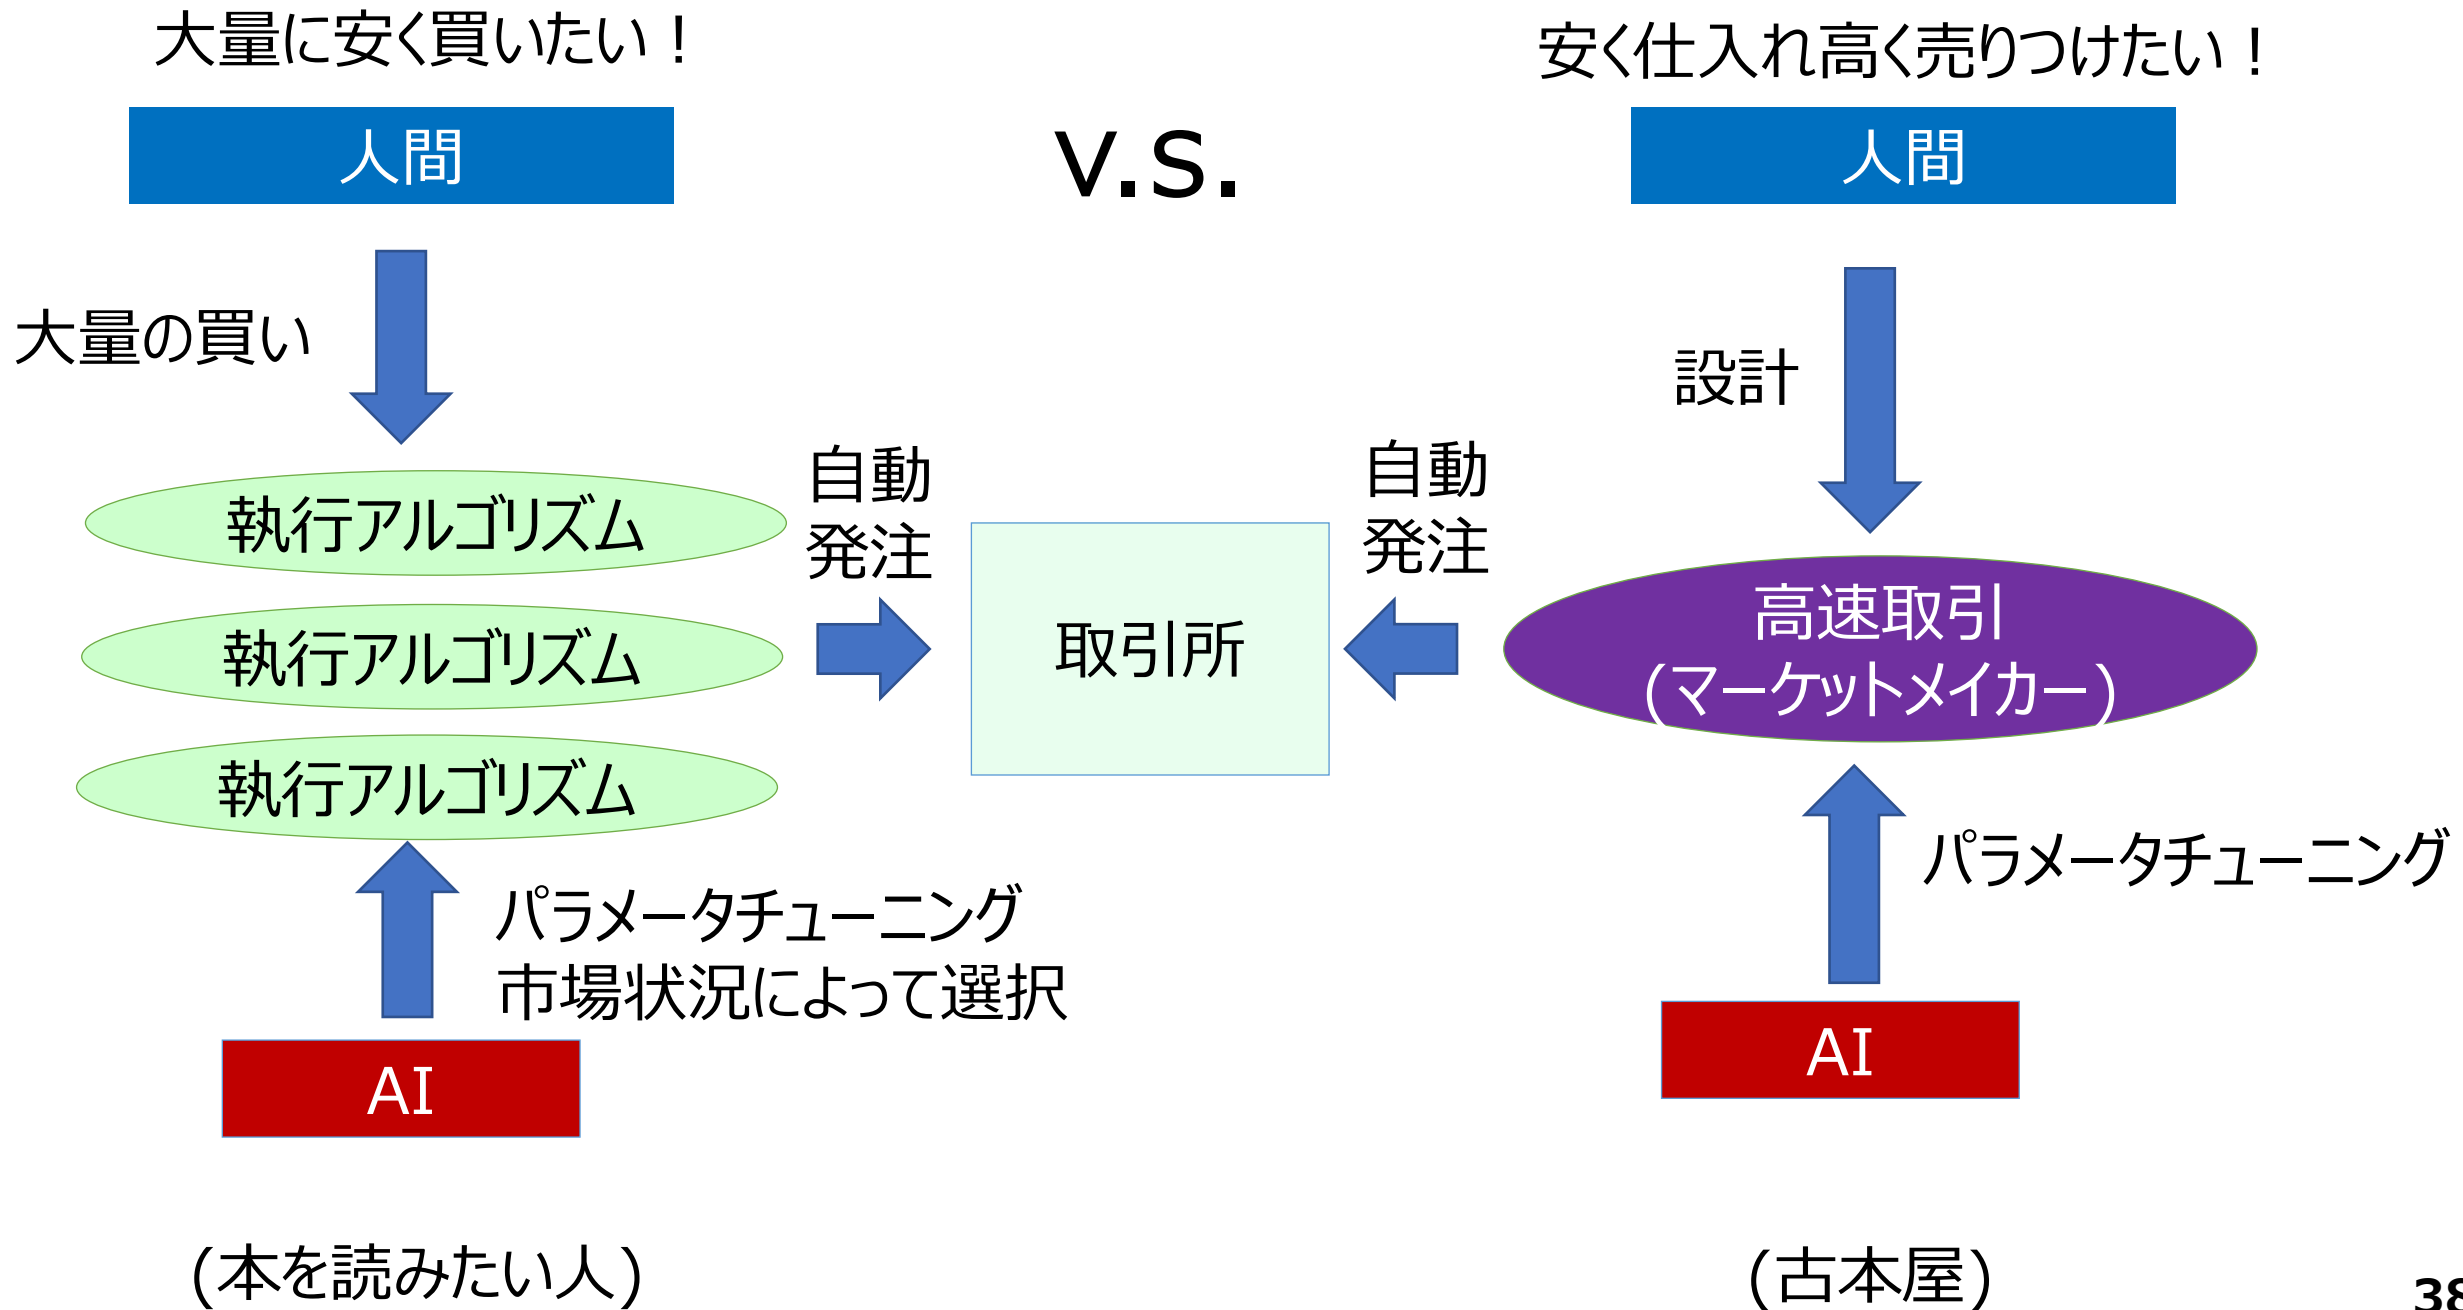 大量に安く買いたい！
安く仕入れ高く売りつけたい！
人間
v.s.
人間
大量の買い
設計
自動
発注
自動
発注
執行アルゴリズム
執行アルゴリズム
執行アルゴリズム
取引所
高速取引
(マーケットメイカー)
パラメータチューニング
市場状況によって選択
パラメータチューニング
AI
AI
(本を読みたい人)
(古本屋)
38